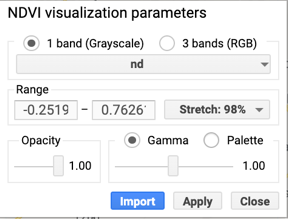 NDVI visualization parameters
1 band (Grayscale) 3 bands (RGB)
nd
Range
-0.2519 – 0.7626 Stretch: 98%
Opacity Gamma Palette
1.00 1.00
Import Apply Close